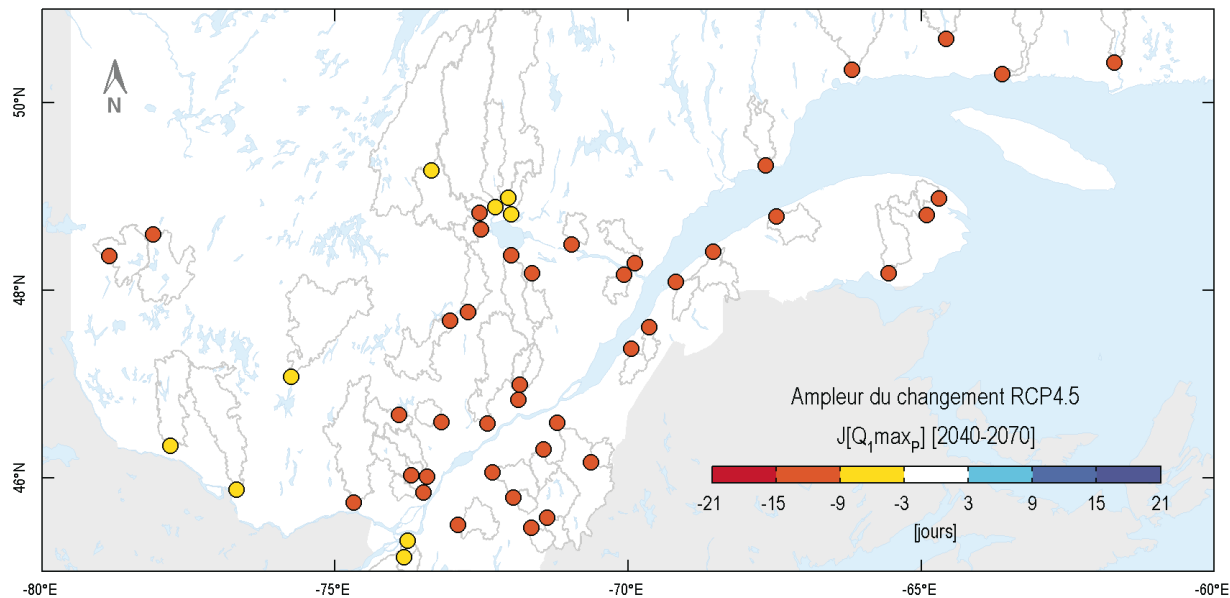 N
50°N
48°N
46°N
Ampleur du changement RCP4.5
J[Q₁maxₚ] [2040-2070]
-21 -15 -9 -3 3 9 15 21
[jours]
-80°E -75°E -70°E -65°E -60°E